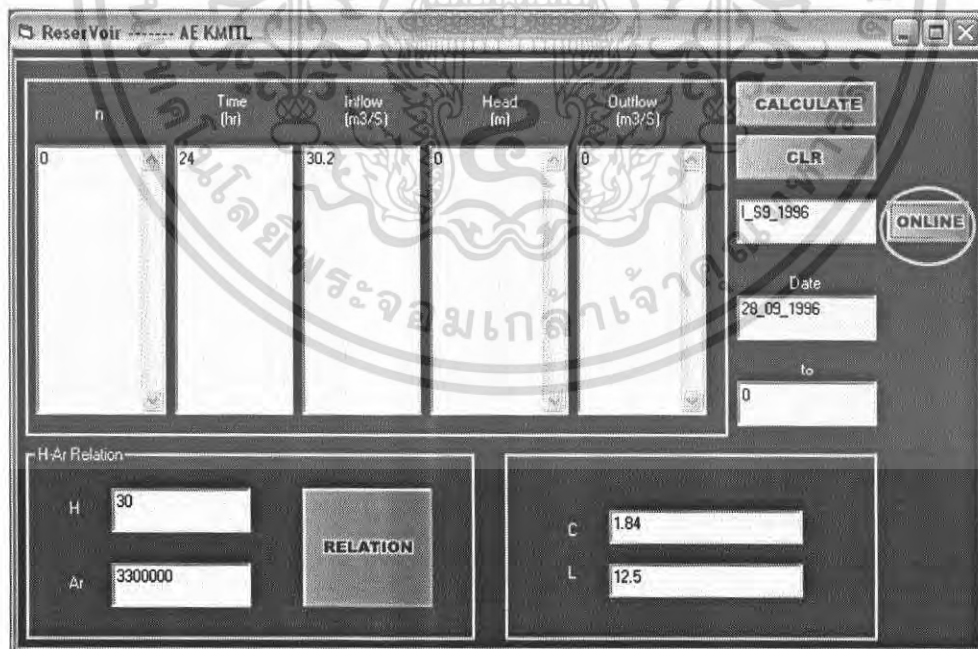 ReserVoir ------- AE KMITL
n
Time
(hr)
Inflow
(m3/S)
Head
(m)
Outflow
(m3/S)
0
24
30.2
0
0
CALCULATE
CLR
I_S9_1996
ONLINE
Date
28_09_1996
to
0
H-Ar Relation
H
30
Ar
3300000
RELATION
C
1.84
L
12.5